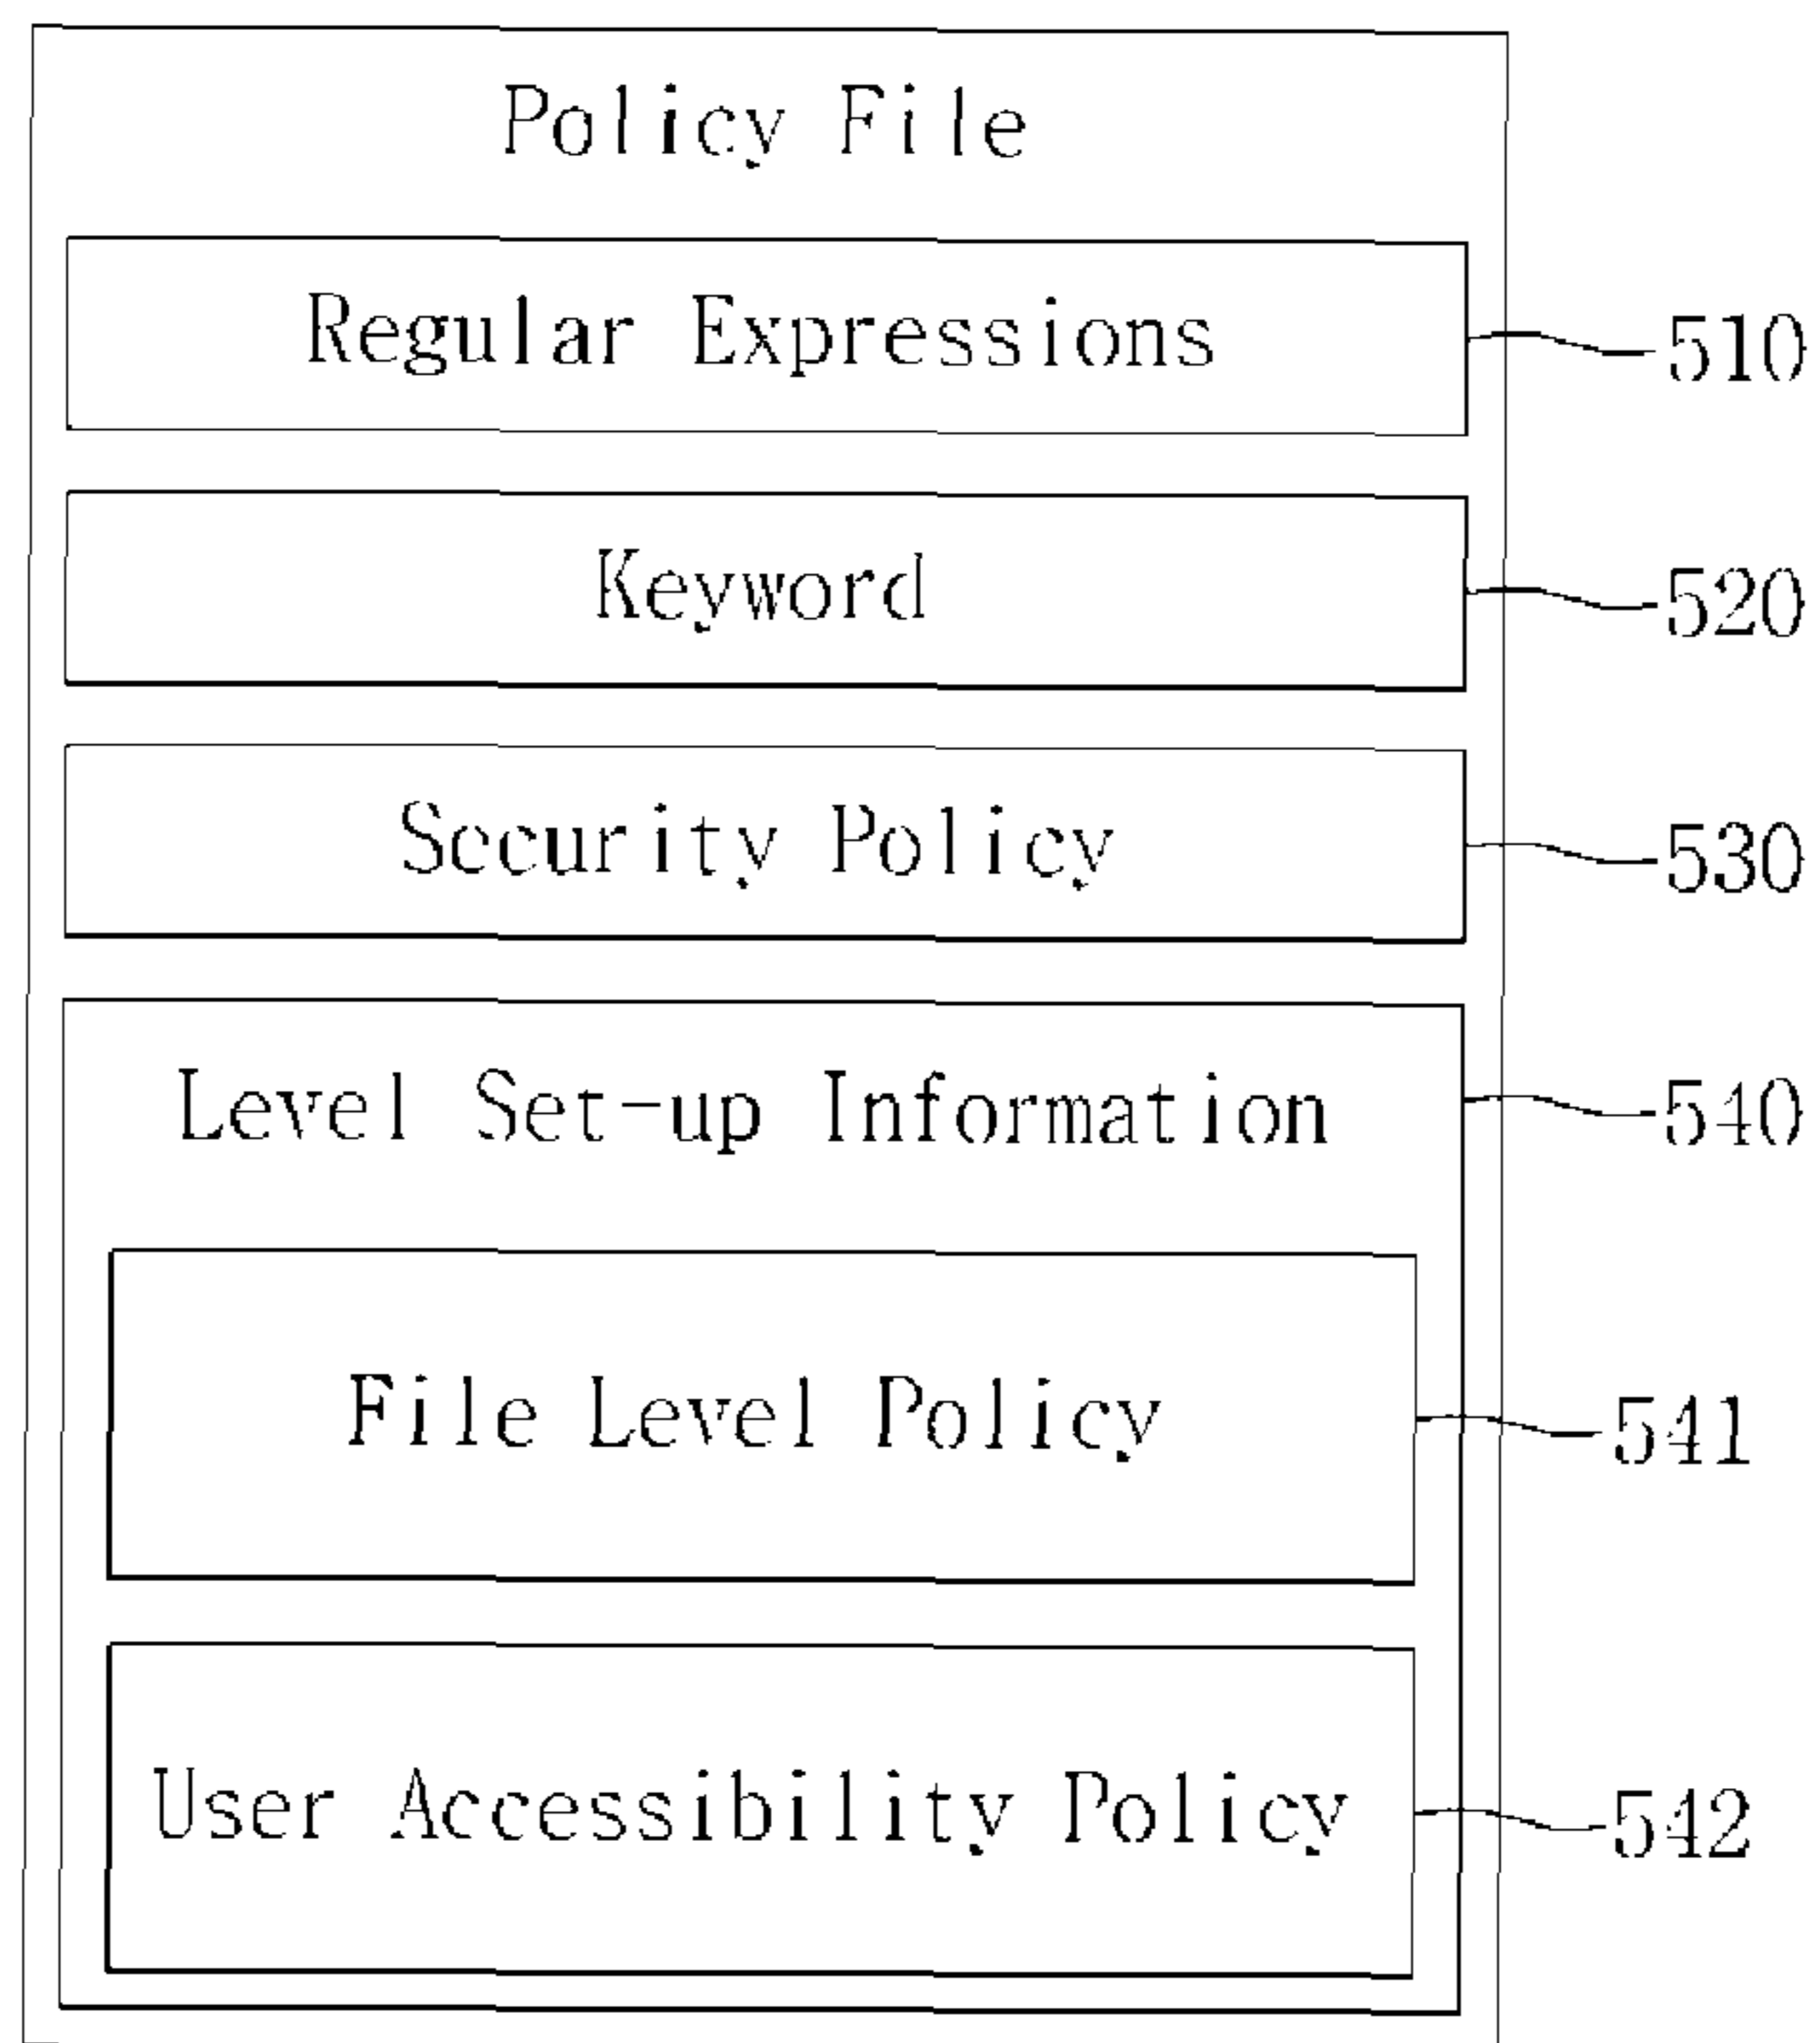 Policy File
Regular Expressions
510
Keyword
520
Security Policy
530
Level Set-up Information
540
File Level Policy
541
User Accessibility Policy
542